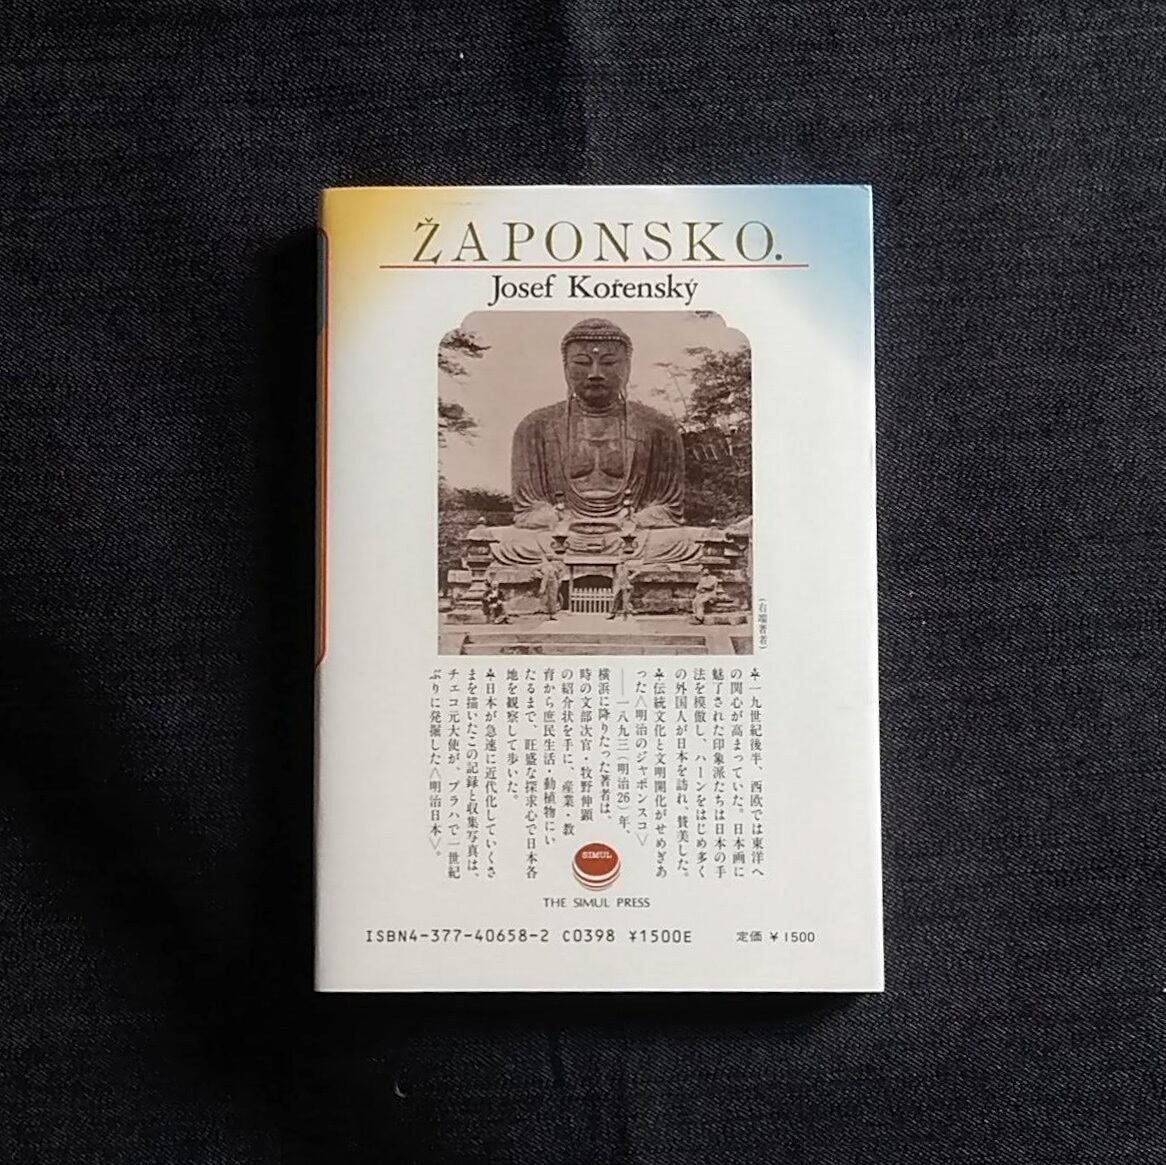 ŽAPONSKO.
Josef Kořenský
(右端著者)
✢一九世紀後半、西欧では東洋へ
の関心が高まっていた。日本画に
魅了された印象派たちは日本の手
法を模倣し、ハーンをはじめ多く
の外国人が日本を訪れ、賛美した。
✢伝統文化と文明開化がせめぎあ
った〈明治のジャポンスコ〉
――一八九三(明治26)年、
横浜に降りたった著者は、
時の文部次官・牧野伸顕
の紹介状を手に、産業・教
育から庶民生活・動植物にい
たるまで、旺盛な探求心で日本各
地を観察して歩いた。
✢日本が急速に近代化していくさ
まを描いたこの記録と収集写真は、
チェコ元大使が、プラハで一世紀
ぶりに発掘した〈明治日本〉。
SIMUL
THE SIMUL PRESS
ISBN4-377-40658-2 C0398 ¥1500E 定価 ¥1500